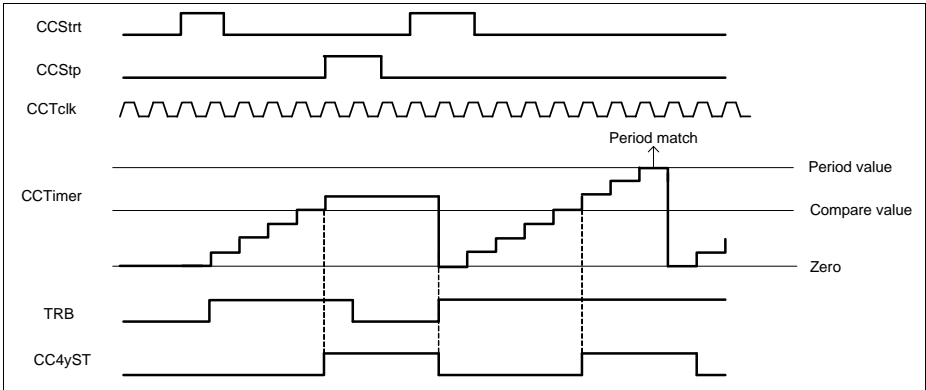 CCStrt
CCStp
CCTclk
Period match
Period value
CCTimer
Compare value
Zero
TRB
CC4yST